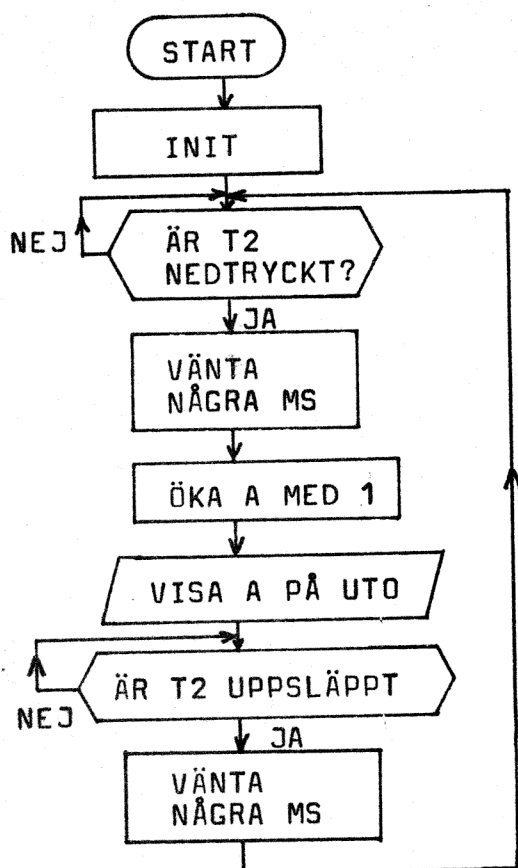 START
INIT
NEJ
ÄR T2
NEDTRYCKT?
JA
VÄNTA
NÅGRA MS
ÖKA A MED 1
VISA A PÅ UTO
ÄR T2 UPPSLÄPPT
NEJ
JA
VÄNTA
NÅGRA MS